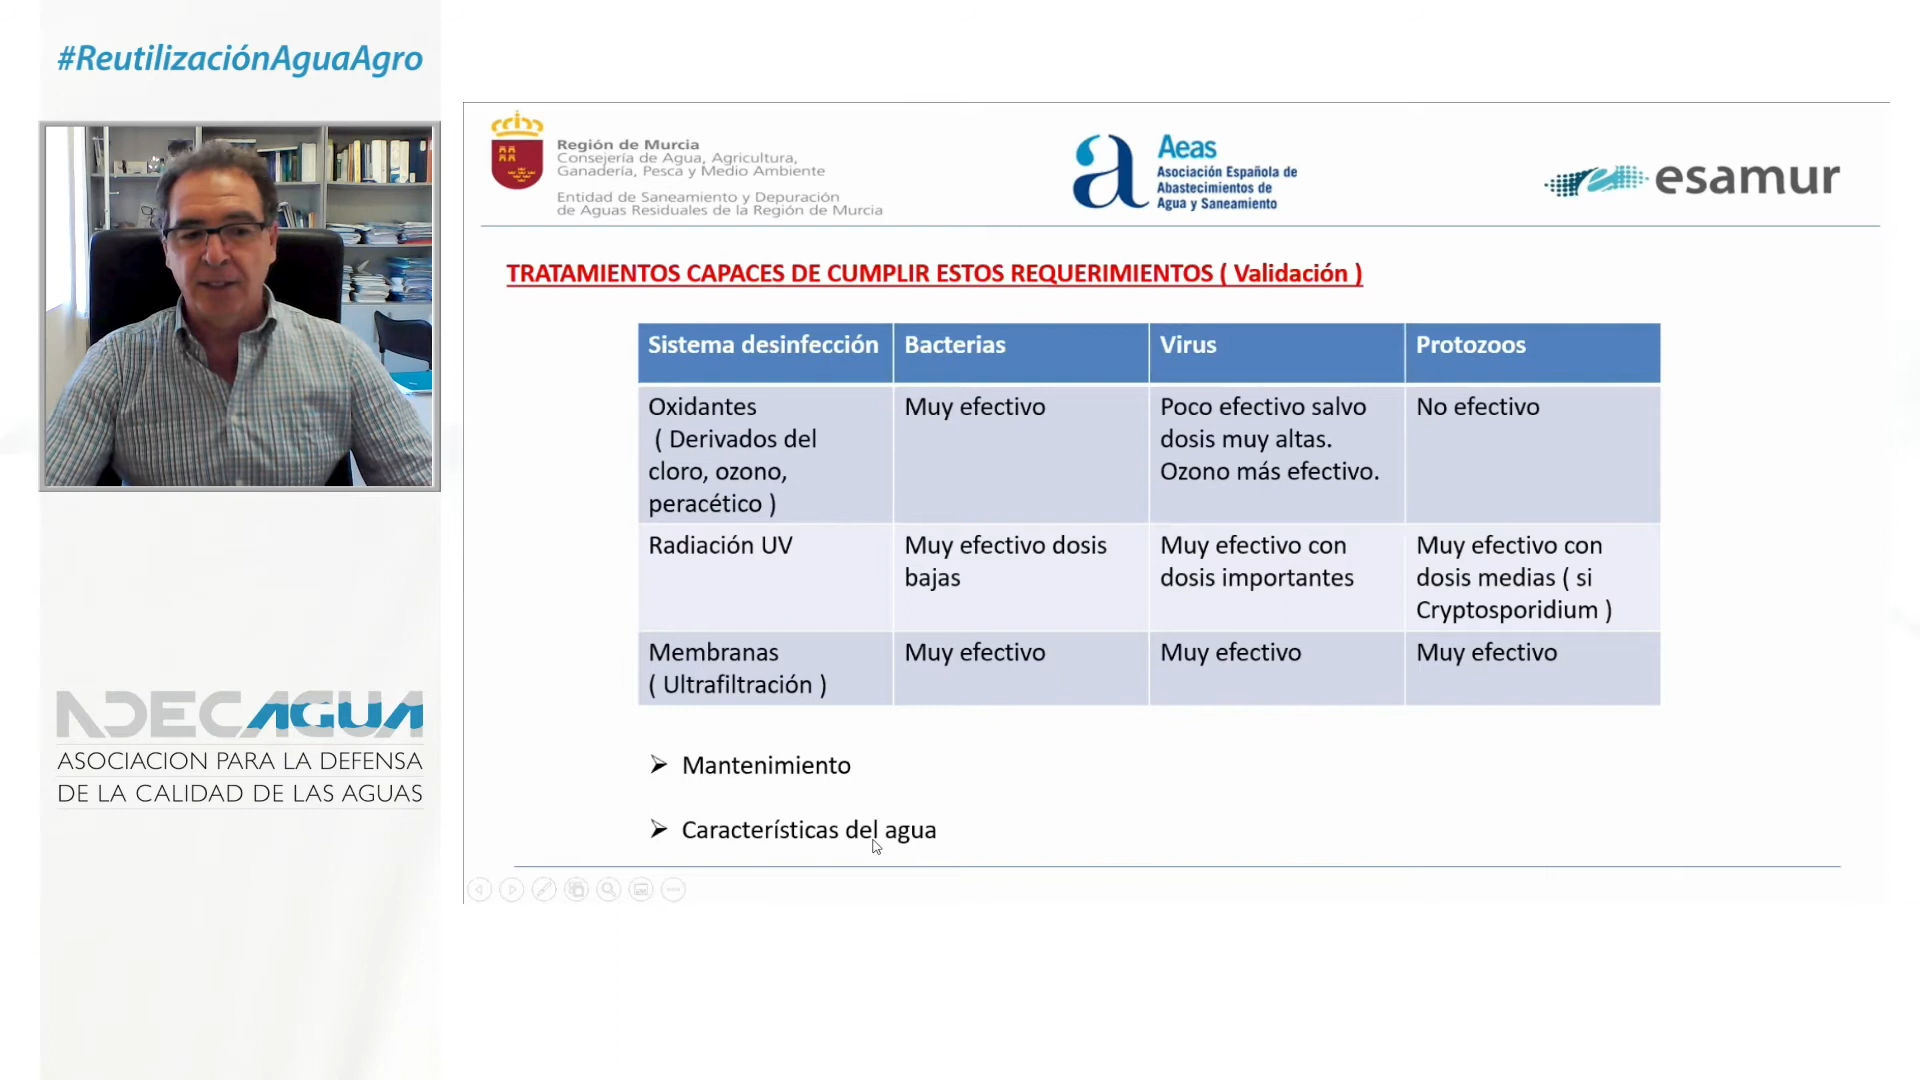 #ReutilizaciónAguaAgro
ADECAGUA
ASOCIACION PARA LA DEFENSA
DE LA CALIDAD DE LAS AGUAS
Región de Murcia
Consejería de Agua, Agricultura,
Ganadería, Pesca y Medio Ambiente
Entidad de Saneamiento y Depuración
de Aguas Residuales de la Región de Murcia
a
Aeas
Asociación Española de
Abastecimientos de
Agua y Saneamiento
esamur
TRATAMIENTOS CAPACES DE CUMPLIR ESTOS REQUERIMIENTOS ( Validación )
Sistema desinfección
Bacterias
Virus
Protozoos
Oxidantes
( Derivados del
cloro, ozono,
peracético )
Muy efectivo
Poco efectivo salvo
dosis muy altas.
Ozono más efectivo.
No efectivo
Radiación UV
Muy efectivo dosis
bajas
Muy efectivo con
dosis importantes
Muy efectivo con
dosis medias ( si
Cryptosporidium )
Membranas
( Ultrafiltración )
Muy efectivo
Muy efectivo
Muy efectivo
➢ Mantenimiento
➢ Características del agua